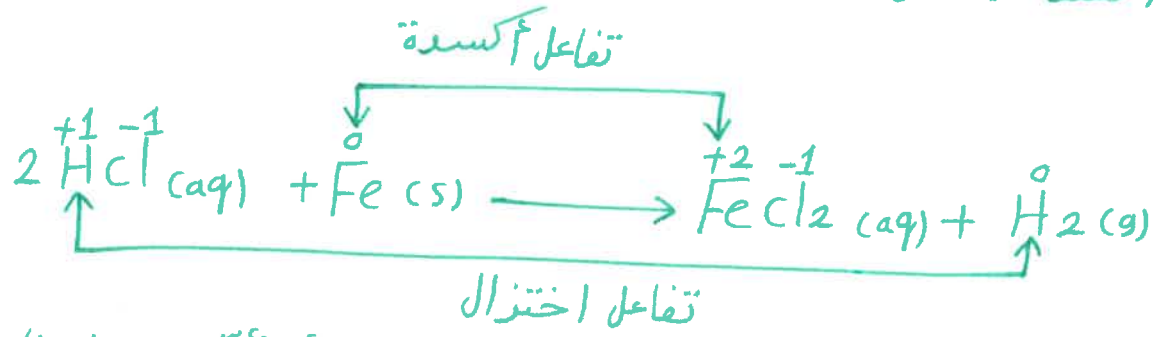 تفاعل أكسدة
+1 -1 0 +2 -1 0
2 HCl (aq) + Fe (s) → FeCl2 (aq) + H2 (g)
تفاعل اختزال